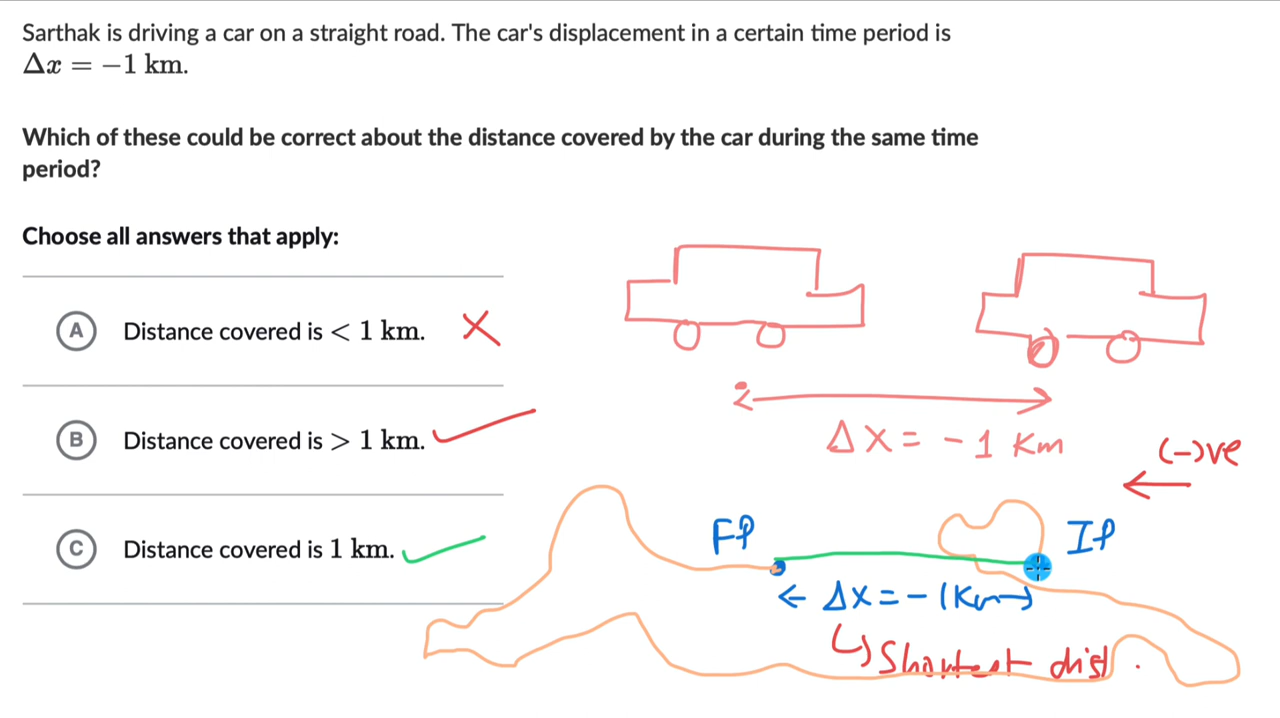 Sarthak is driving a car on a straight road. The car's displacement in a certain time period is
Δx = −1 km.
Which of these could be correct about the distance covered by the car during the same time
period?
Choose all answers that apply:
A Distance covered is < 1 km.
B Distance covered is > 1 km.
C Distance covered is 1 km.
ΔX = - 1 Km
(-)ve
FP
IP
ΔX = - 1Km
Shortest dist